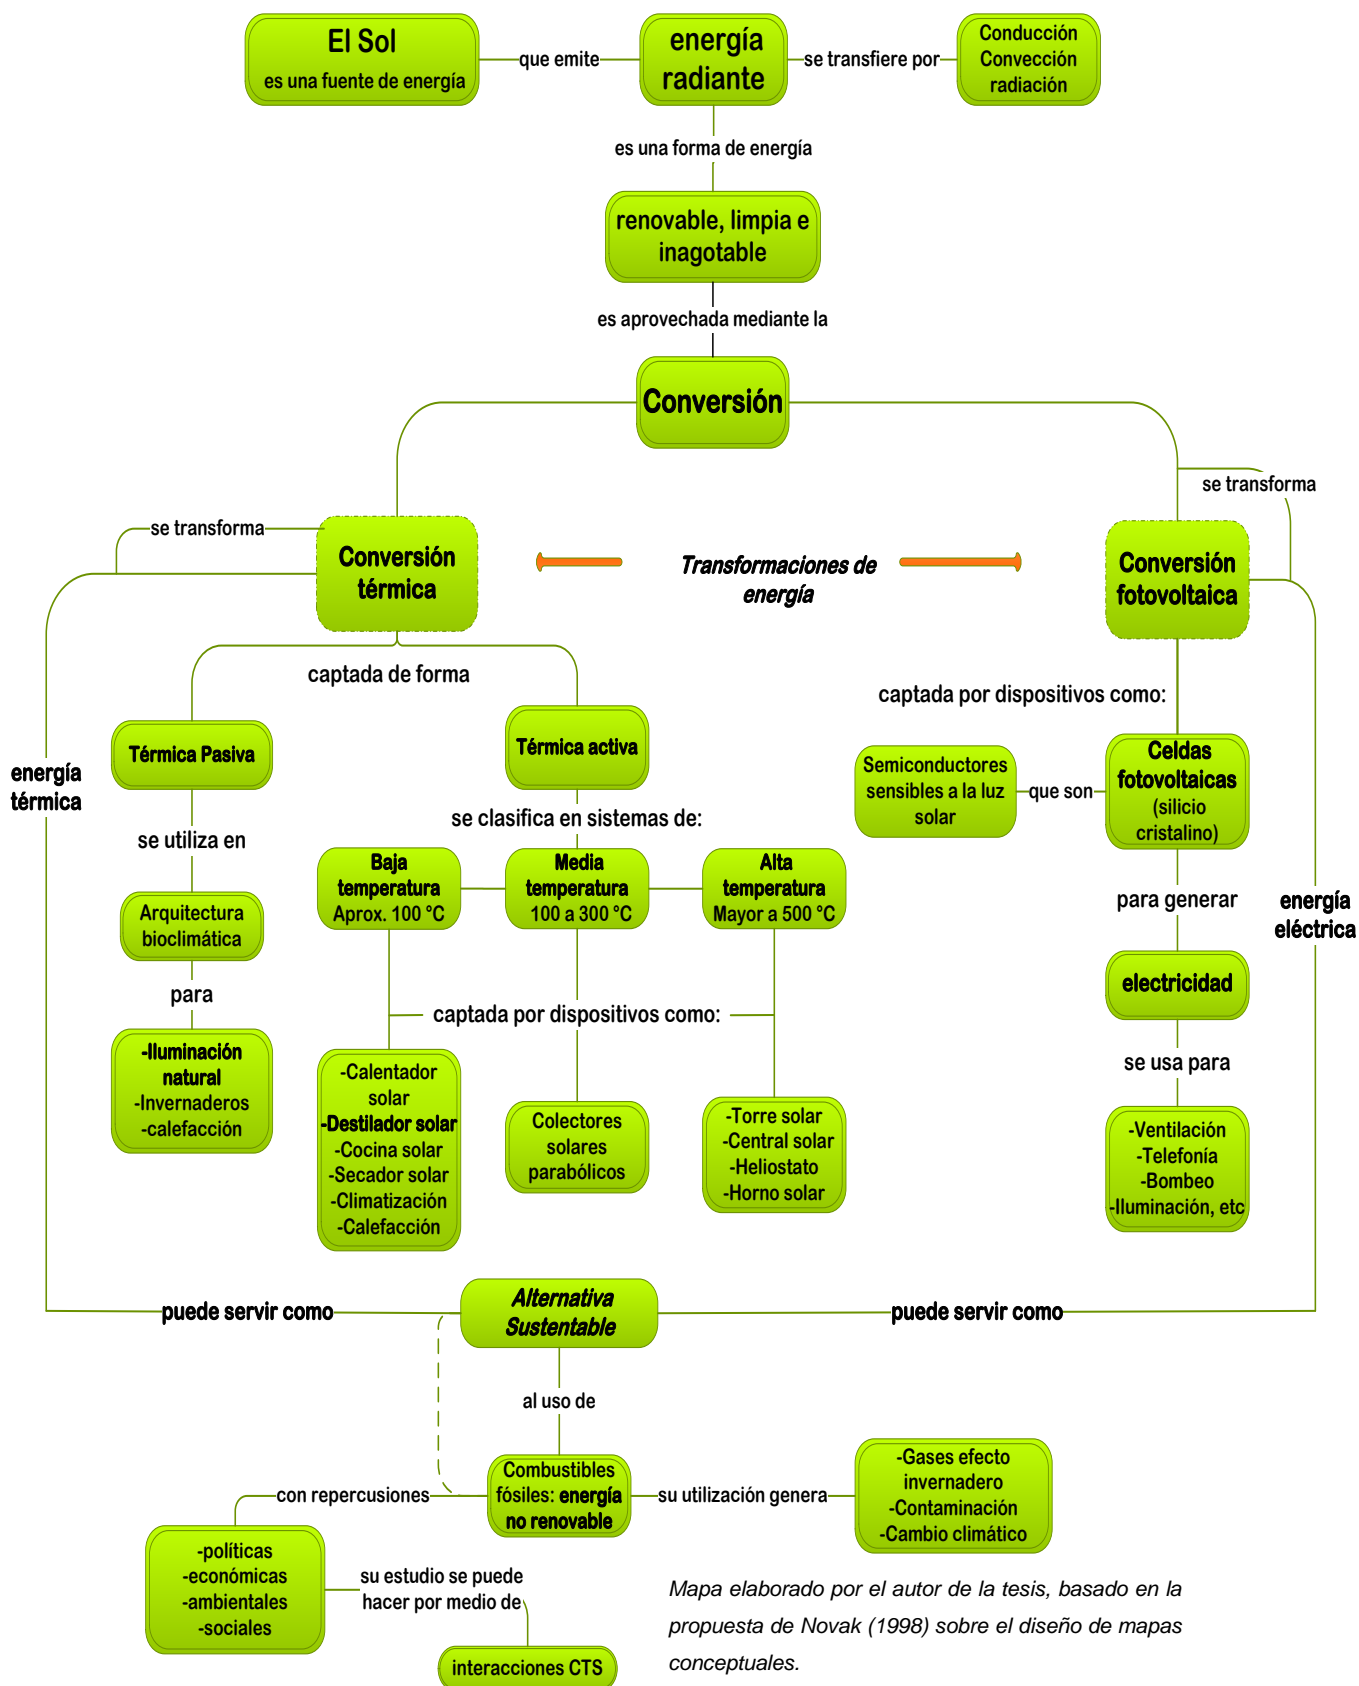 El Sol
es una fuente de energía
que emite
energía
radiante
se transfiere por
Conducción
Convección
radiación
es una forma de energía
renovable, limpia e
inagotable
es aprovechada mediante la
Conversión
se transforma
se transforma
Conversión
térmica
Transformaciones de
energía
Conversión
fotovoltaica
captada de forma
captada por dispositivos como:
Térmica Pasiva
Térmica activa
energía
térmica
Semiconductores
sensibles a la luz
solar
que son
Celdas
fotovoltaicas
(silicio
cristalino)
se utiliza en
se clasifica en sistemas de:
Baja
temperatura
Aprox. 100 °C
Media
temperatura
100 a 300 °C
Alta
temperatura
Mayor a 500 °C
para generar
energía
eléctrica
Arquitectura
bioclimática
para
captada por dispositivos como:
electricidad
se usa para
-Iluminación
natural
-Invernaderos
-calefacción
-Calentador
solar
-Destilador solar
-Cocina solar
-Secador solar
-Climatización
-Calefacción
Colectores
solares
parabólicos
-Torre solar
-Central solar
-Heliostato
-Horno solar
-Ventilación
-Telefonía
-Bombeo
-Iluminación, etc
puede servir como
Alternativa
Sustentable
puede servir como
al uso de
con repercusiones
Combustibles
fósiles: energía
no renovable
su utilización genera
-Gases efecto
invernadero
-Contaminación
-Cambio climático
-políticas
-económicas
-ambientales
-sociales
su estudio se puede
hacer por medio de
interacciones CTS
Mapa elaborado por el autor de la tesis, basado en la
propuesta de Novak (1998) sobre el diseño de mapas
conceptuales.